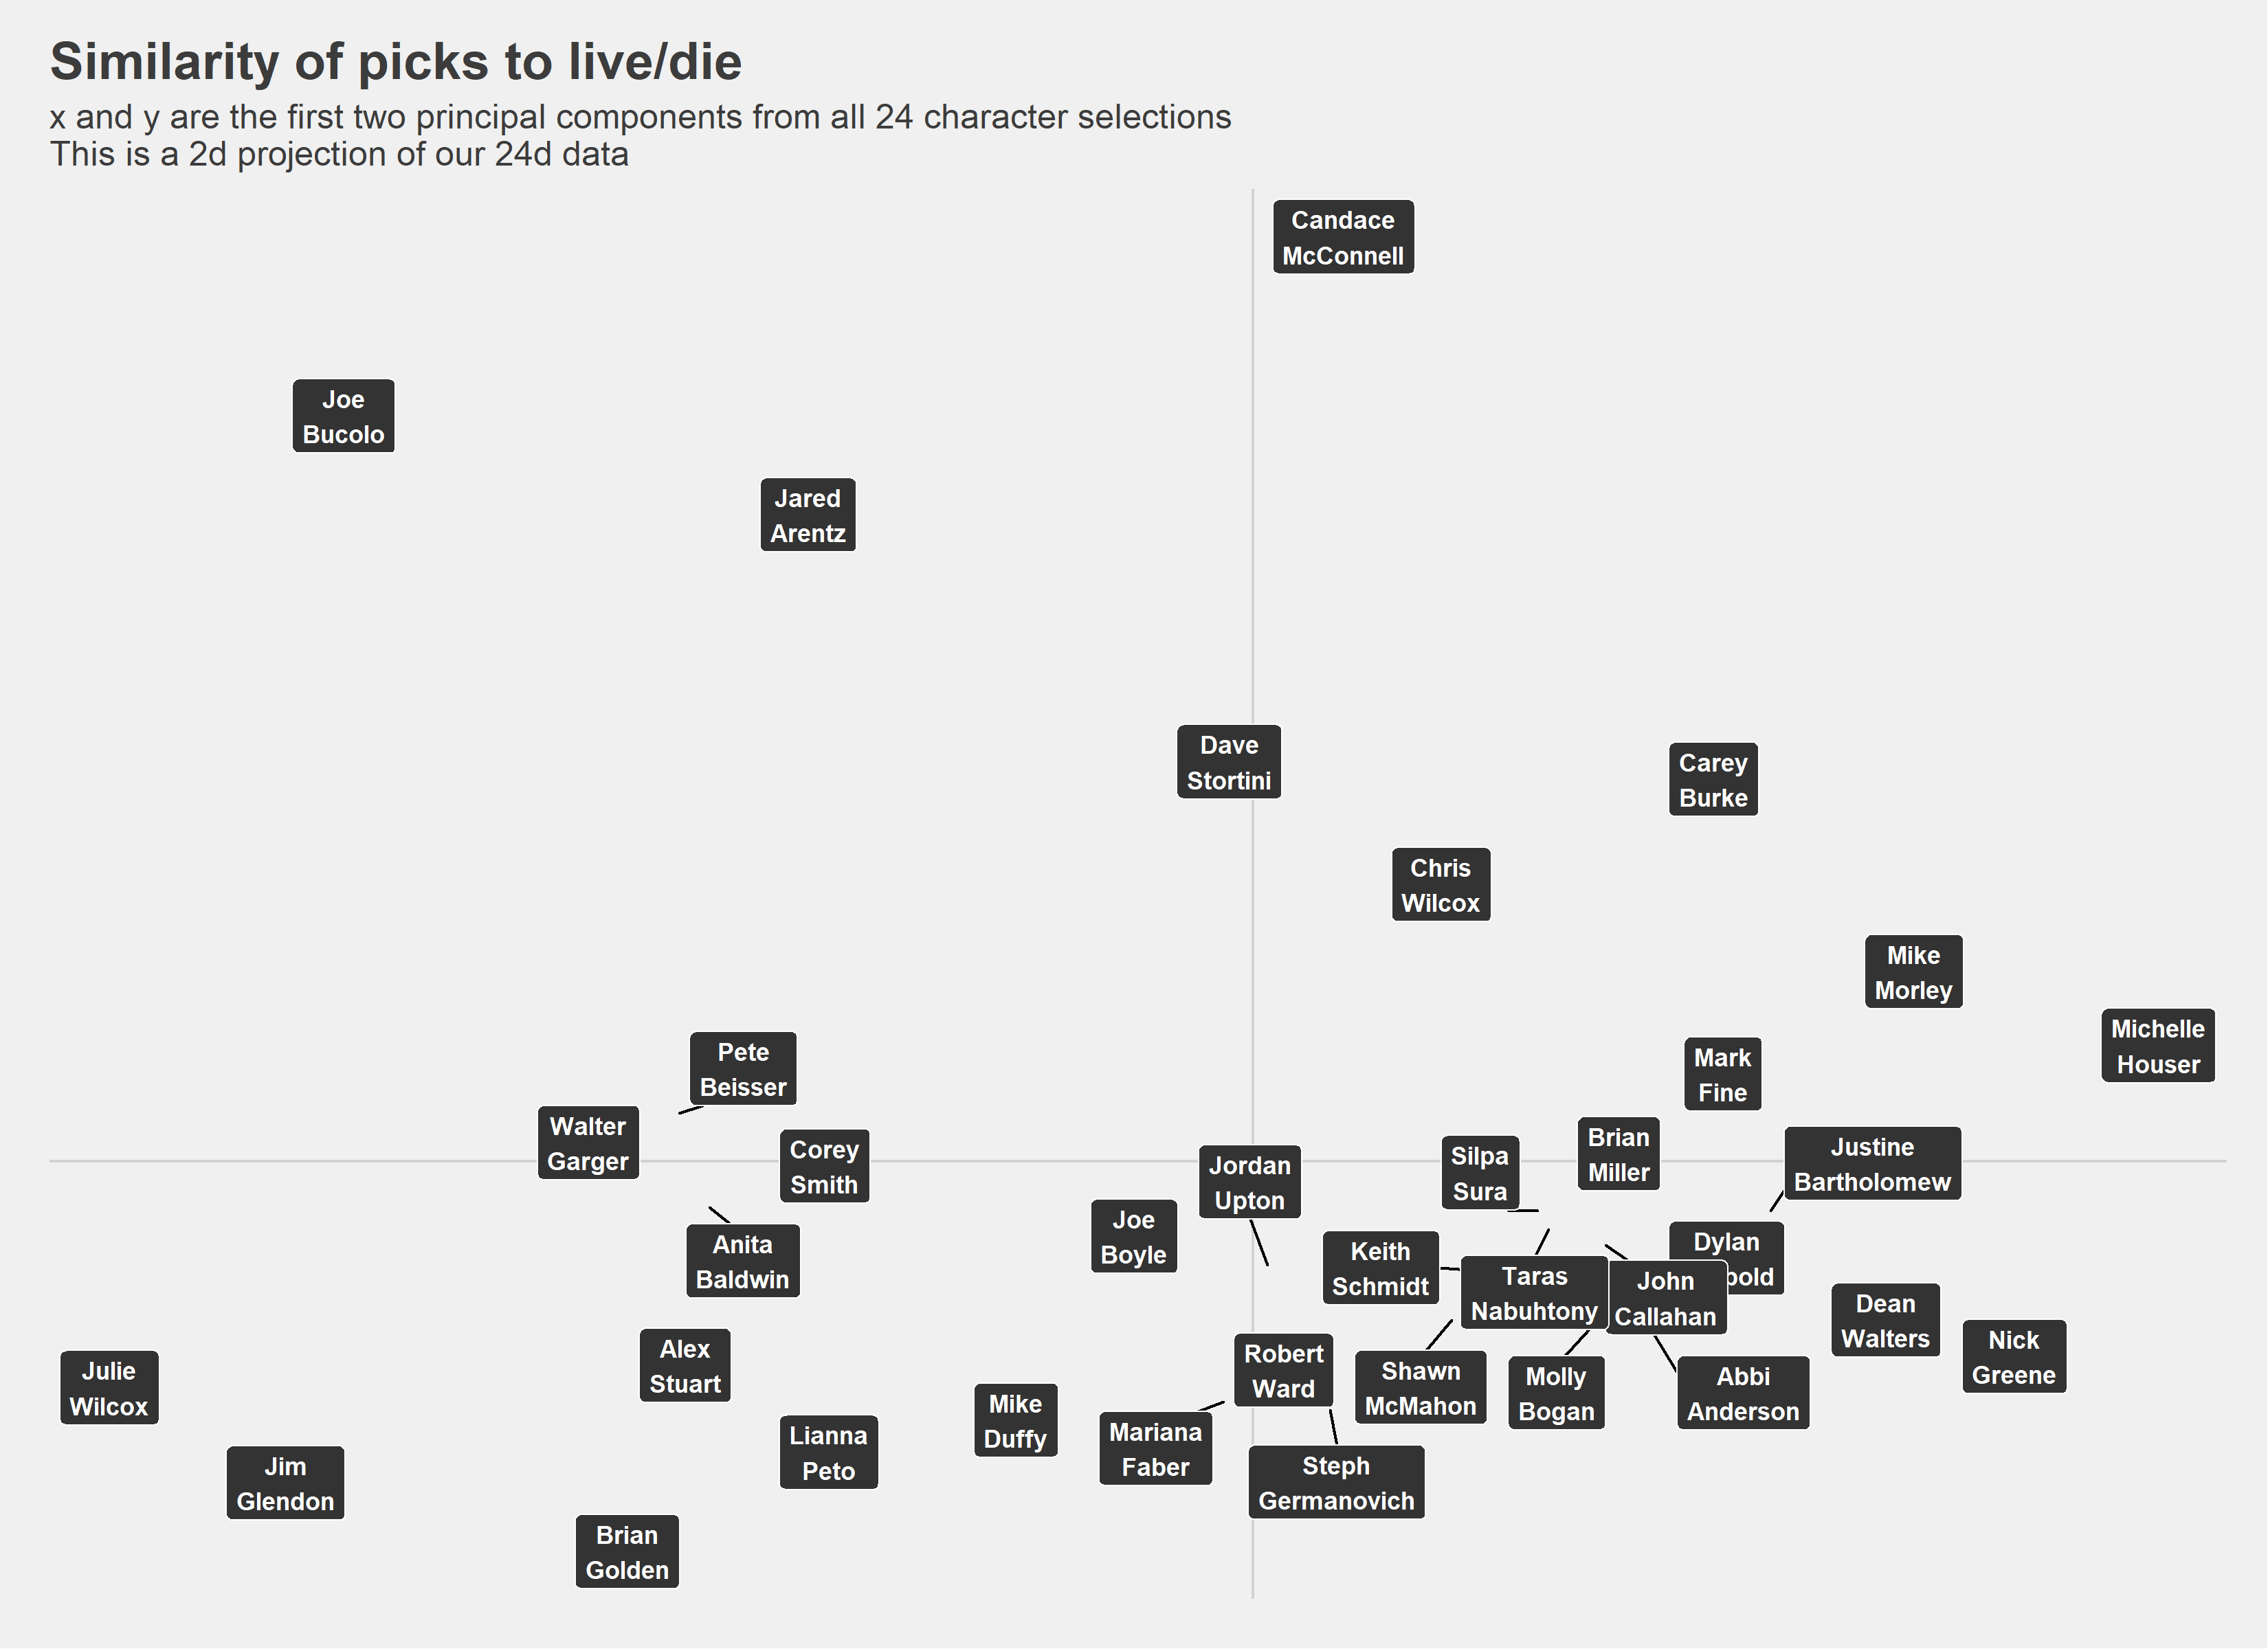 Similarity of picks to live/die
x and y are the first two principal components from all 24 character selections
This is a 2d projection of our 24d data
Candace
McConnell
Joe
Bucolo
Jared
Arentz
Dave
Stortini
Carey
Burke
Chris
Wilcox
Mike
Morley
Michelle
Houser
Pete
Beisser
Mark
Fine
Walter
Garger
Corey
Smith
Brian
Miller
Justine
Bartholomew
Silpa
Sura
Jordan
Upton
Joe
Boyle
Anita
Baldwin
Keith
Schmidt
Dylan
Taras
Nabuhtony
John
Callahan
Dean
Walters
Nick
Greene
Alex
Stuart
Robert
Ward
Julie
Wilcox
Shawn
McMahon
Molly
Bogan
Abbi
Anderson
Mike
Duffy
Mariana
Faber
Lianna
Peto
Steph
Germanovich
Jim
Glendon
Brian
Golden